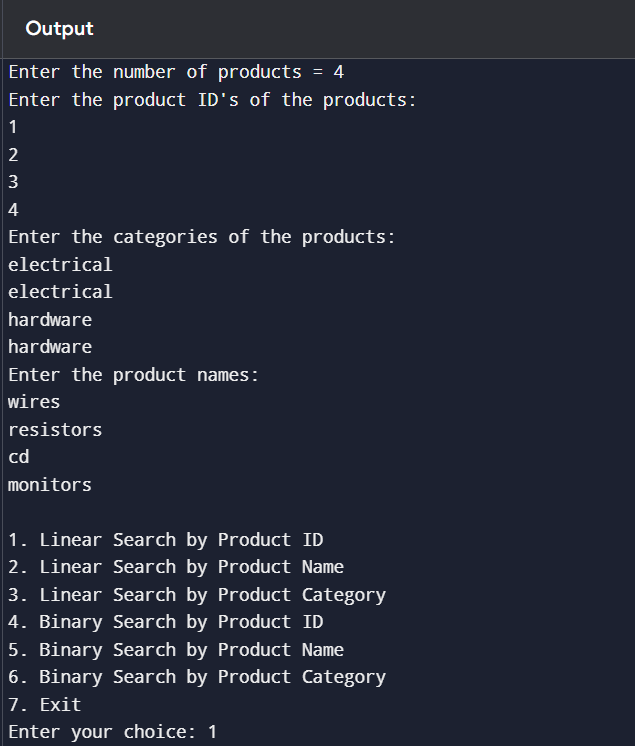 Output
Enter the number of products = 4
Enter the product ID's of the products:
1
2
3
4
Enter the categories of the products:
electrical
electrical
hardware
hardware
Enter the product names:
wires
resistors
cd
monitors
1. Linear Search by Product ID
2. Linear Search by Product Name
3. Linear Search by Product Category
4. Binary Search by Product ID
5. Binary Search by Product Name
6. Binary Search by Product Category
7. Exit
Enter your choice: 1